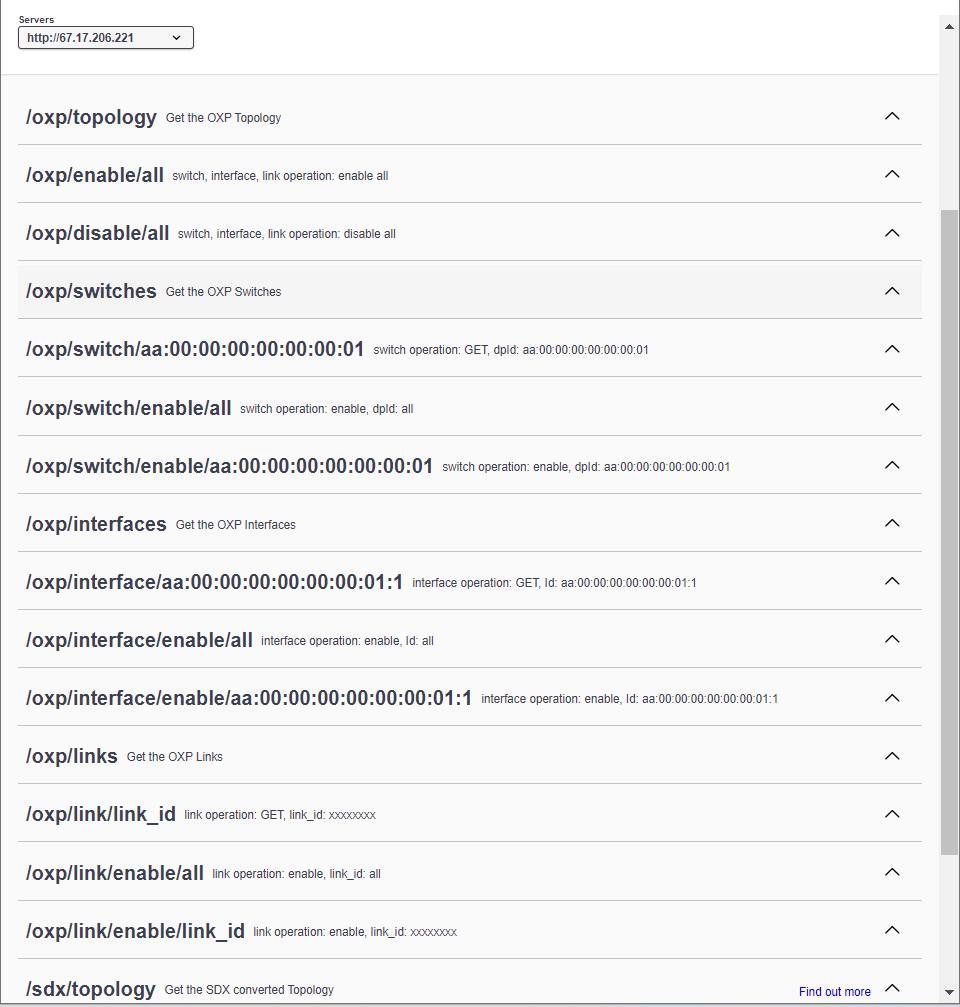 Servers
http://67.17.206.221
/oxp/topology Get the OXP Topology
/oxp/enable/all switch, interface, link operation: enable all
/oxp/disable/all switch, interface, link operation: disable all
/oxp/switches Get the OXP Switches
/oxp/switch/aa:00:00:00:00:00:00:01 switch operation: GET, dpId: aa:00:00:00:00:00:00:01
/oxp/switch/enable/all switch operation: enable, dpId: all
/oxp/switch/enable/aa:00:00:00:00:00:00:01 switch operation: enable, dpId: aa:00:00:00:00:00:00:01
/oxp/interfaces Get the OXP Interfaces
/oxp/interface/aa:00:00:00:00:00:00:01:1 interface operation: GET, Id: aa:00:00:00:00:00:00:01:1
/oxp/interface/enable/all interface operation: enable, Id: all
/oxp/interface/enable/aa:00:00:00:00:00:00:01:1 interface operation: enable, Id: aa:00:00:00:00:00:00:01:1
/oxp/links Get the OXP Links
/oxp/link/link_id link operation: GET, link_id: xxxxxxxx
/oxp/link/enable/all link operation: enable, link_id: all
/oxp/link/enable/link_id link operation: enable, link_id: xxxxxxxx
/sdx/topology Get the SDX converted Topology Find out more